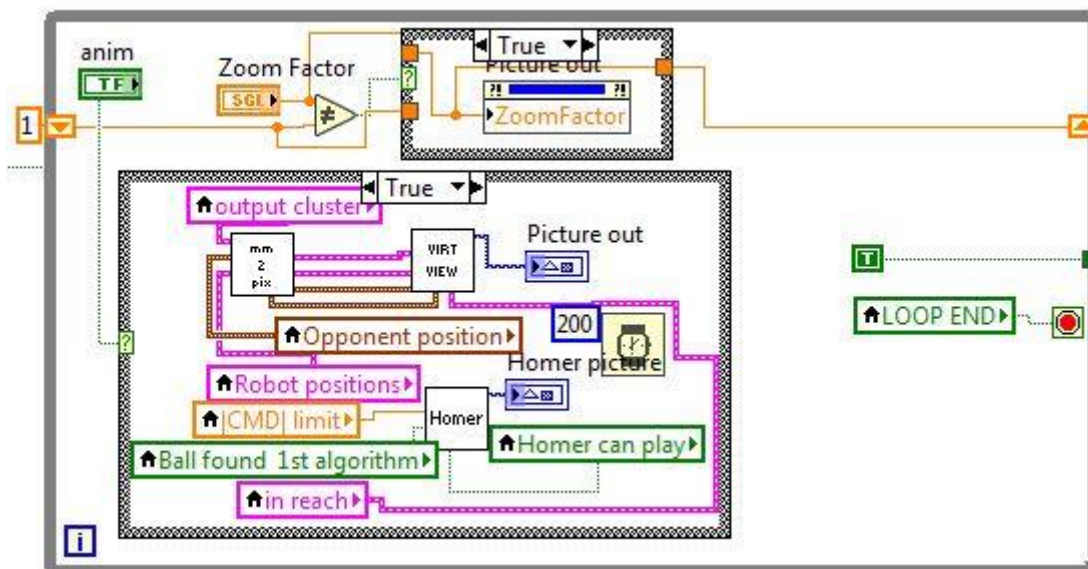 anim
TF
Zoom Factor
SGL
1
True
Picture out
ZoomFactor
True
output cluster
mm
2
pix
VIRT
VIEW
Picture out
T
200
LOOP END
Opponent position
Homer picture
Robot positions
|CMD| limit
Homer
Homer can play
Ball found 1st algorithm
in reach
i